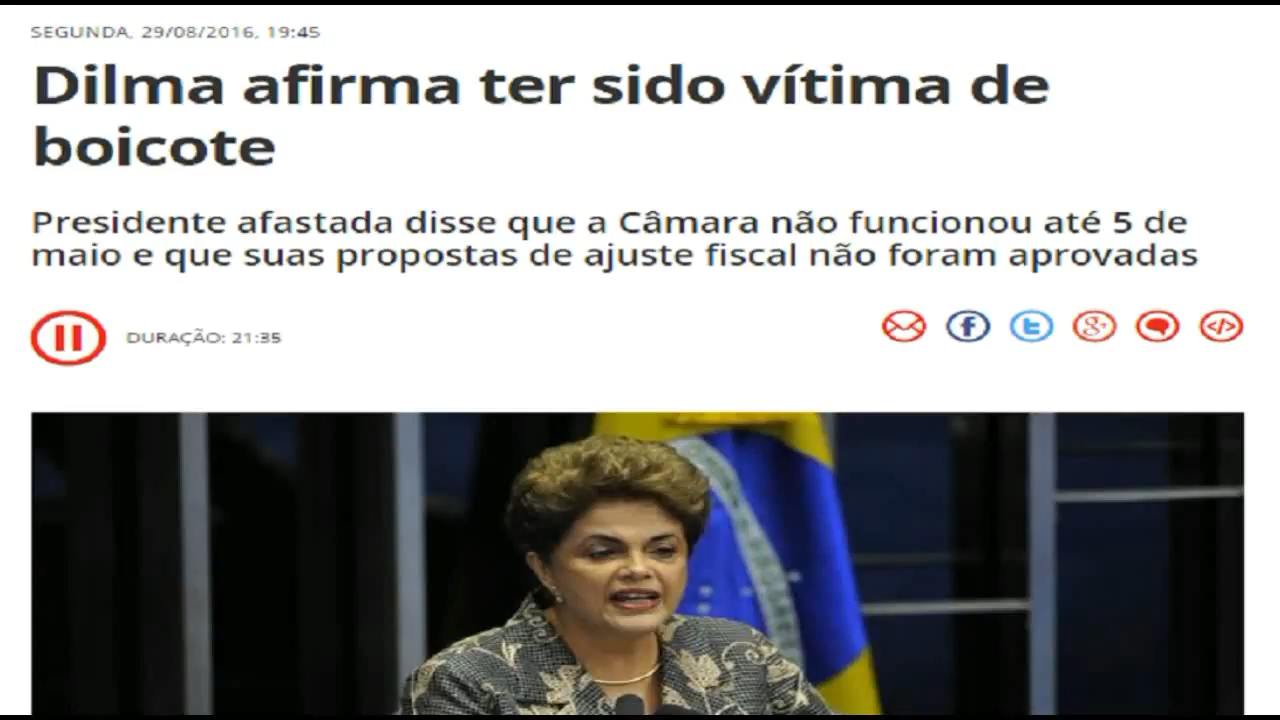 SEGUNDA, 29/08/2016, 19:45
Dilma afirma ter sido vítima de
boicote
Presidente afastada disse que a Câmara não funcionou até 5 de
maio e que suas propostas de ajuste fiscal não foram aprovadas
DURAÇÃO: 21:35